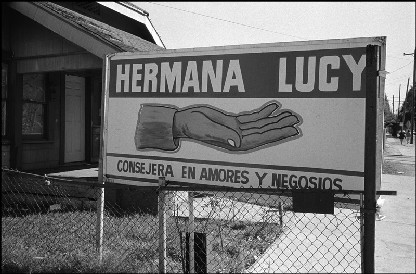 HERMANA LUCY
CONSEJERA EN AMORES Y NEGOSIOS